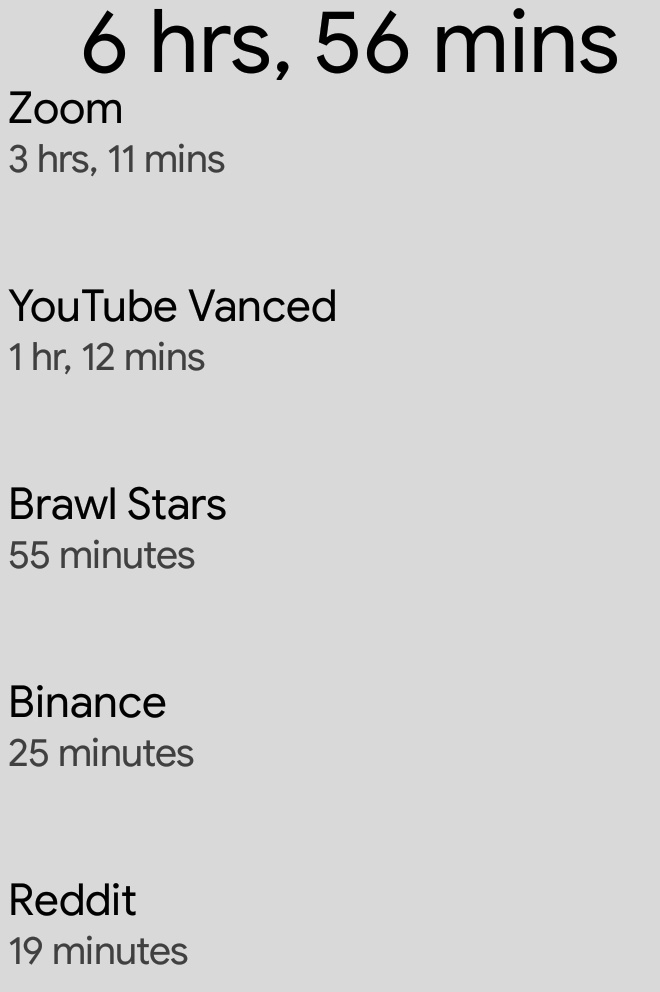 6 hrs, 56 mins
Zoom
3 hrs, 11 mins
YouTube Vanced
1 hr, 12 mins
Brawl Stars
55 minutes
Binance
25 minutes
Reddit
19 minutes